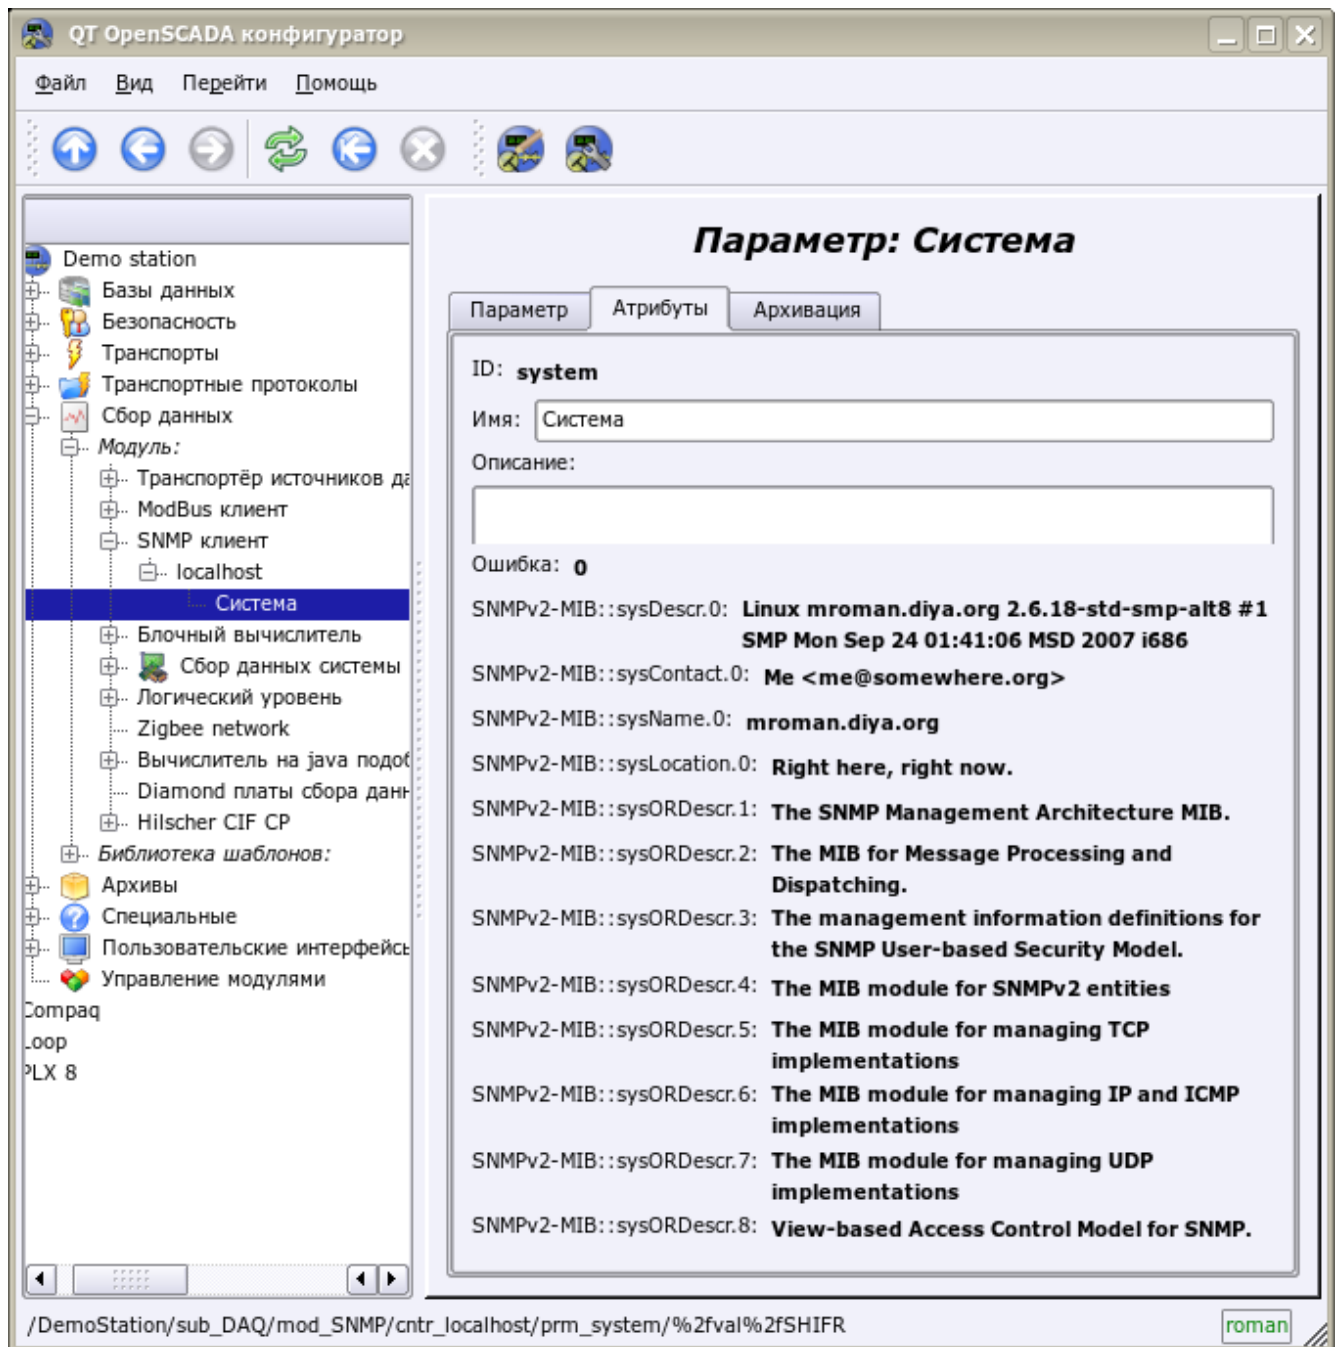 QT OpenSCADA конфигуратор
Файл Вид Перейти Помощь
Demo station
Базы данных
Безопасность
Транспорты
Транспортные протоколы
Сбор данных
Модуль:
Транспортёр источников да
ModBus клиент
SNMP клиент
localhost
Система
Блочный вычислитель
Сбор данных системы
Логический уровень
Zigbee network
Вычислитель на java подоб
Diamond платы сбора данн
Hilscher CIF CP
Библиотека шаблонов:
Архивы
Специальные
Пользовательские интерфейсы
Управление модулями
Compaq
Loop
PLX 8
Параметр: Система
Параметр Атрибуты Архивация
ID: system
Имя: Система
Описание:
Ошибка: 0
SNMPv2-MIB::sysDescr.0: Linux mroman.diya.org 2.6.18-std-smp-alt8 #1
SMP Mon Sep 24 01:41:06 MSD 2007 i686
SNMPv2-MIB::sysContact.0: Me <me@somewhere.org>
SNMPv2-MIB::sysName.0: mroman.diya.org
SNMPv2-MIB::sysLocation.0: Right here, right now.
SNMPv2-MIB::sysORDescr.1: The SNMP Management Architecture MIB.
SNMPv2-MIB::sysORDescr.2: The MIB for Message Processing and
Dispatching.
SNMPv2-MIB::sysORDescr.3: The management information definitions for
the SNMP User-based Security Model.
SNMPv2-MIB::sysORDescr.4: The MIB module for SNMPv2 entities
SNMPv2-MIB::sysORDescr.5: The MIB module for managing TCP
implementations
SNMPv2-MIB::sysORDescr.6: The MIB module for managing IP and ICMP
implementations
SNMPv2-MIB::sysORDescr.7: The MIB module for managing UDP
implementations
SNMPv2-MIB::sysORDescr.8: View-based Access Control Model for SNMP.
/DemoStation/sub_DAQ/mod_SNMP/cntr_localhost/prm_system/%2fval%2fSHIFR
roman